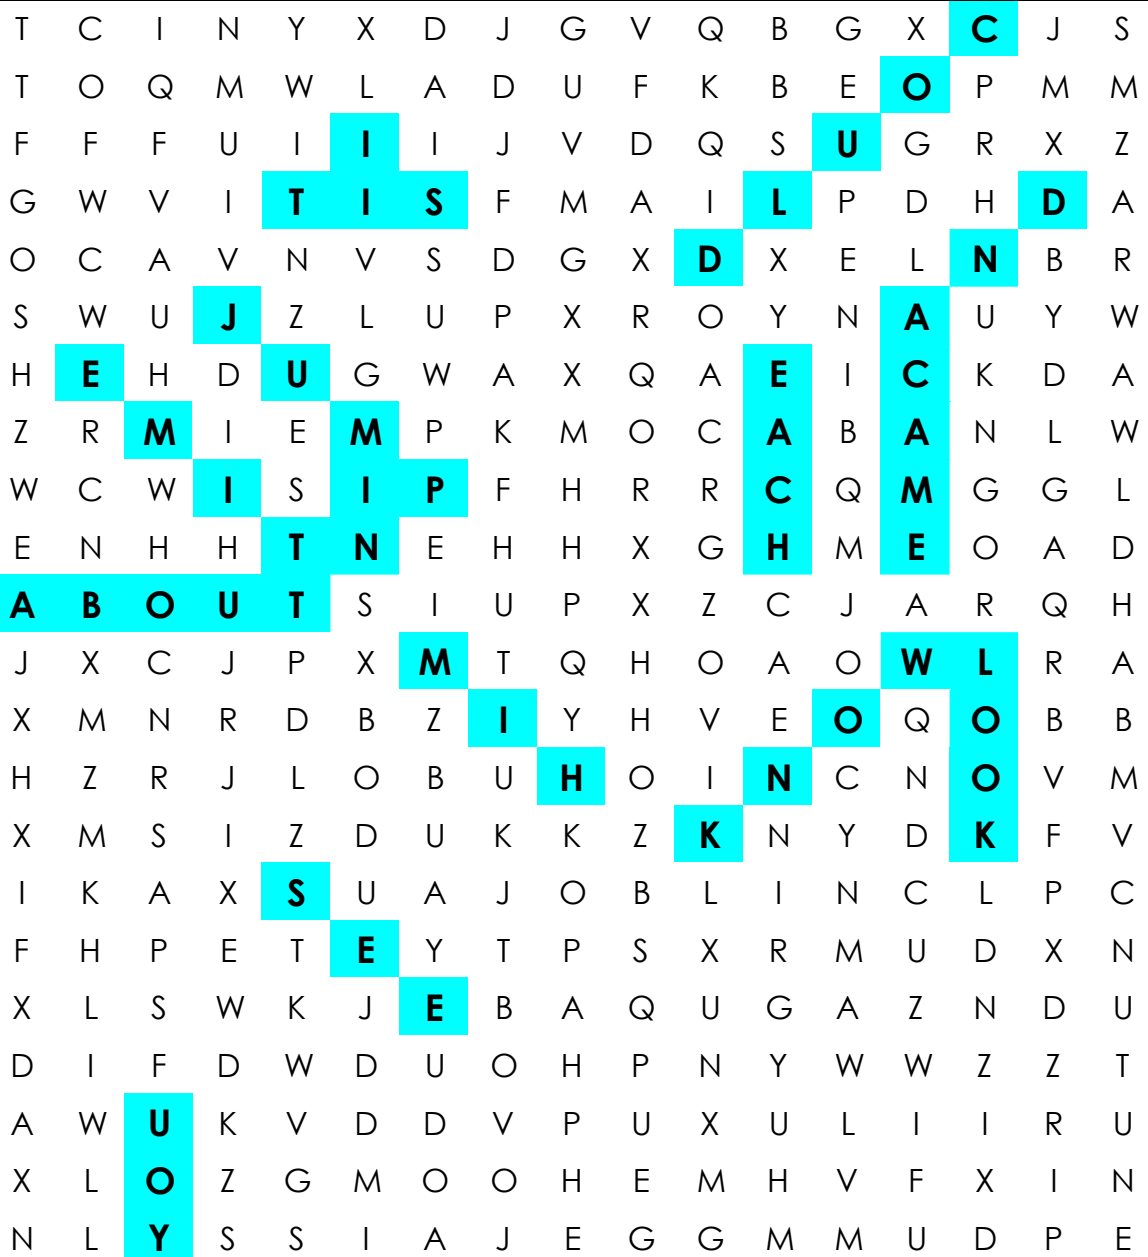 T C I N Y X D J G V Q B G X C J S
T O Q M W L A D U F K B E O P M M
F F F U I I I J V D Q S U G R X Z
G W V I T I S F M A I L P D H D A
O C A V N V S D G X D X E L N B R
S W U J Z L U P X R O Y N A U Y W
H E H D U G W A X Q A E I C K D A
Z R M I E M P K M O C A B A N L W
W C W I S I P F H R R C Q M G G L
E N H H T N E H H X G H M E O A D
A B O U T S I U P X Z C J A R Q H
J X C J P X M T Q H O A O W L R A
X M N R D B Z I Y H V E O Q O B B
H Z R J L O B U H O I N C N O V M
X M S I Z D U K K Z K N Y D K F V
I K A X S U A J O B L I N C L P C
F H P E T E Y T P S X R M U D X N
X L S W K J E B A Q U G A Z N D U
D I F D W D U O H P N Y W W Z Z T
A W U K V D D V P U X U L I I R U
X L O Z G M O O H E M H V F X I N
N L Y S S I A J E G G M M U D P E